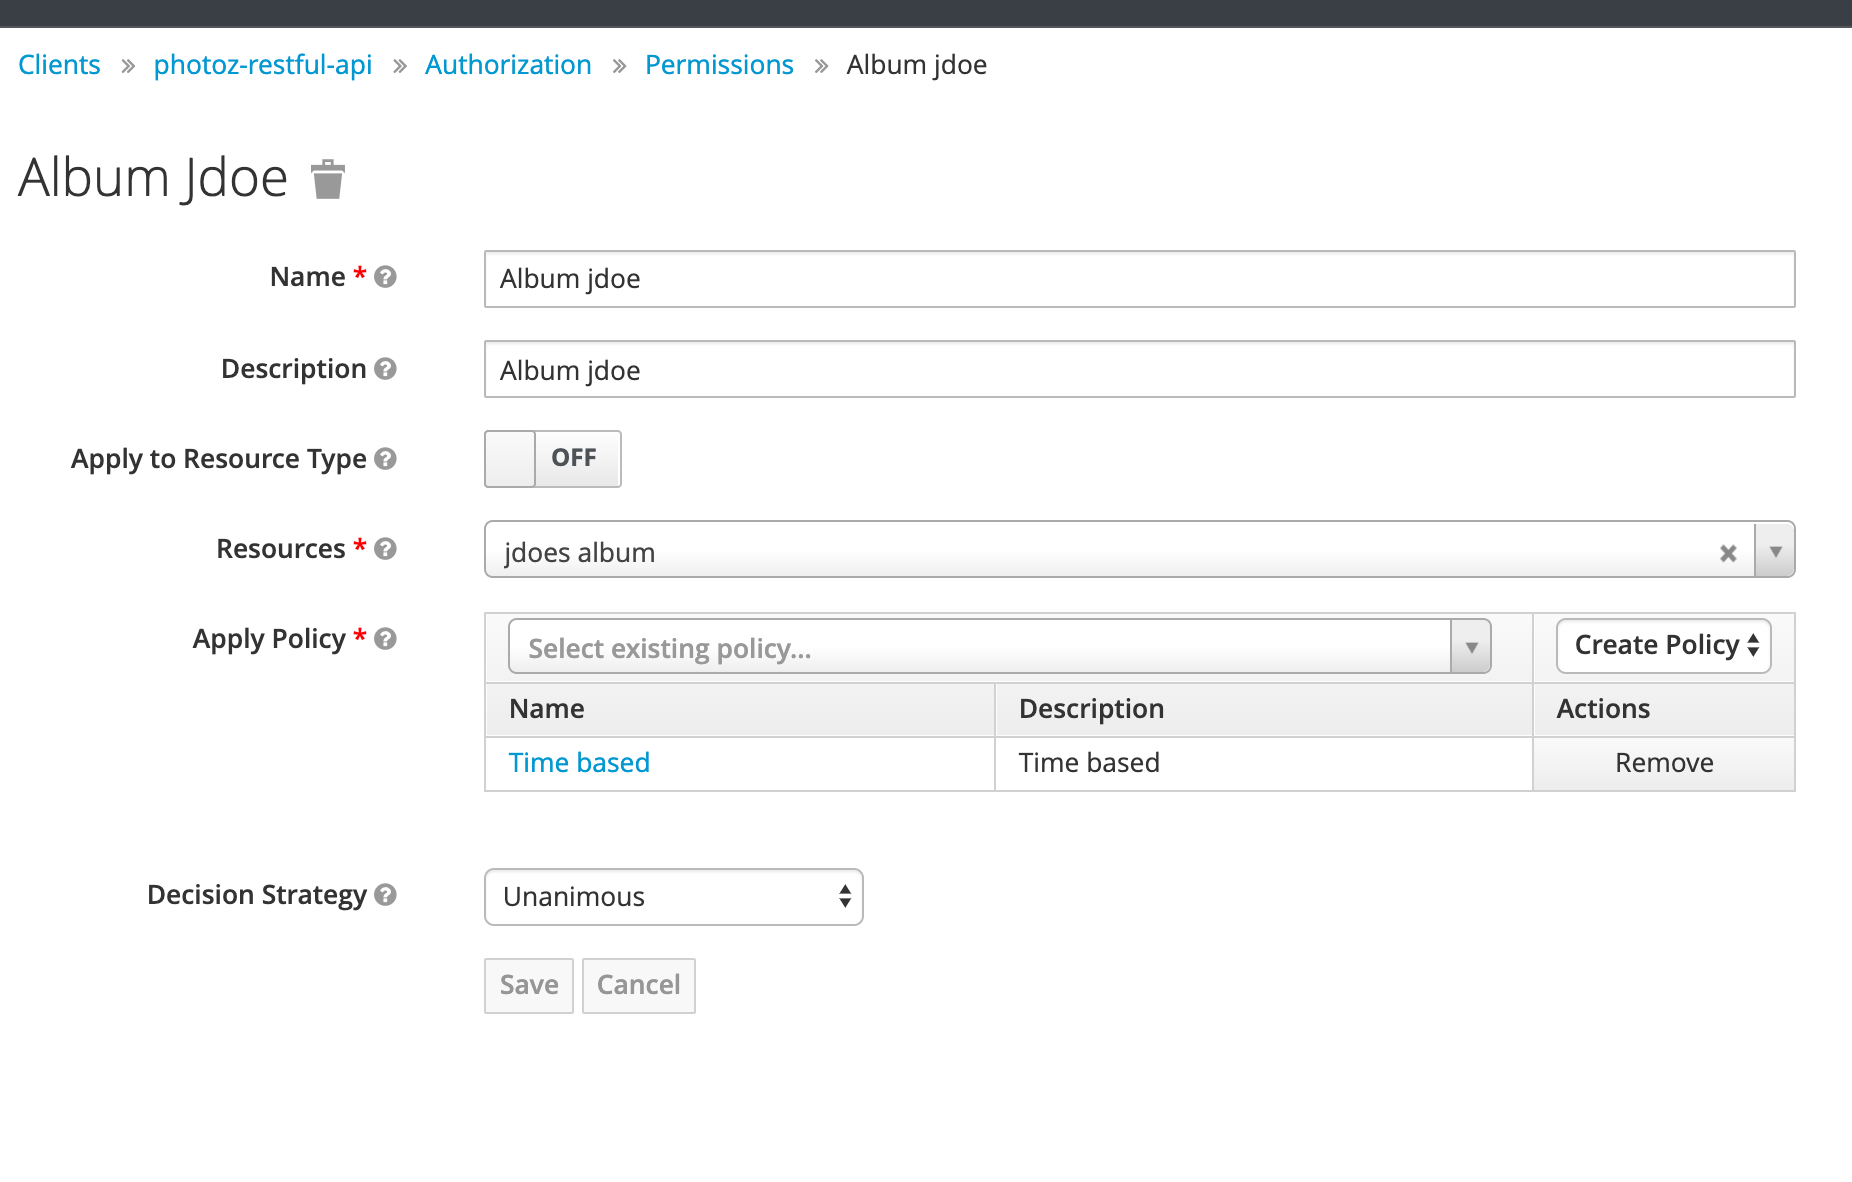 Clients » photoz-restful-api » Authorization » Permissions » Album jdoe
Album Jdoe
Name * ?
Album jdoe
Description ?
Album jdoe
Apply to Resource Type ?
OFF
Resources * ?
jdoes album
Apply Policy * ?
Select existing policy...
Create Policy
Name Description Actions
Time based Time based Remove
Decision Strategy ?
Unanimous
Save Cancel